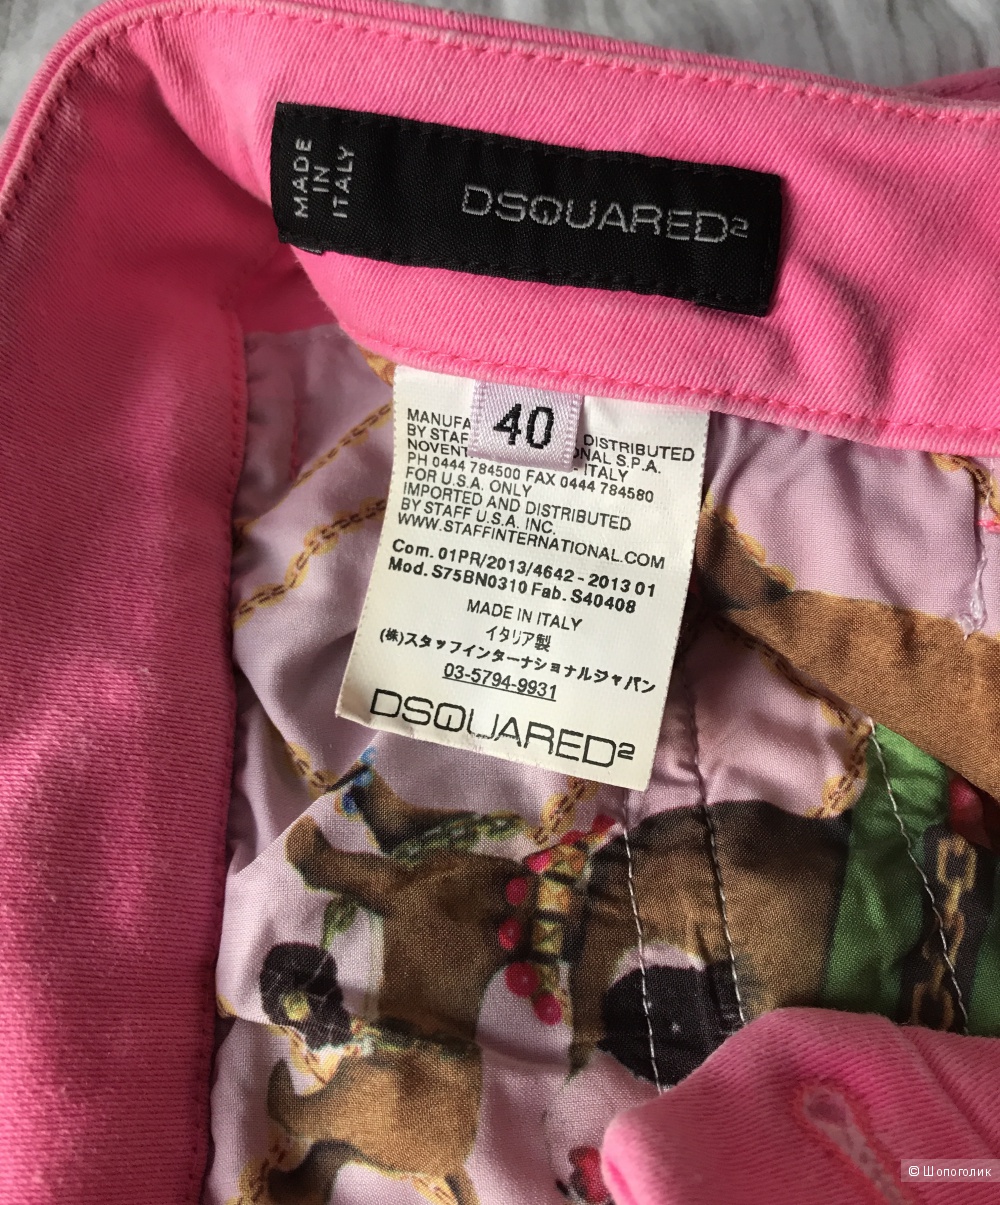 MADE
IN
ITALY
DSQUARED2
40
DISTRIBUTED
BY STAF S.P.A.
ITALY
PH 0444 784500 FAX 0444 784580
FOR U.S.A. ONLY
IMPORTED AND DISTRIBUTED
BY STAFF U.S.A. INC.
WWW.STAFFINTERNATIONAL.COM
Com. 01PR/2013/4642 - 2013 01
Mod. S75BN0310 Fab. S40408
MADE IN ITALY
イタリア製
(株)スタッフインターナショナルジャパン
03-5794-9931
DSQUARED2
© Шопоголик